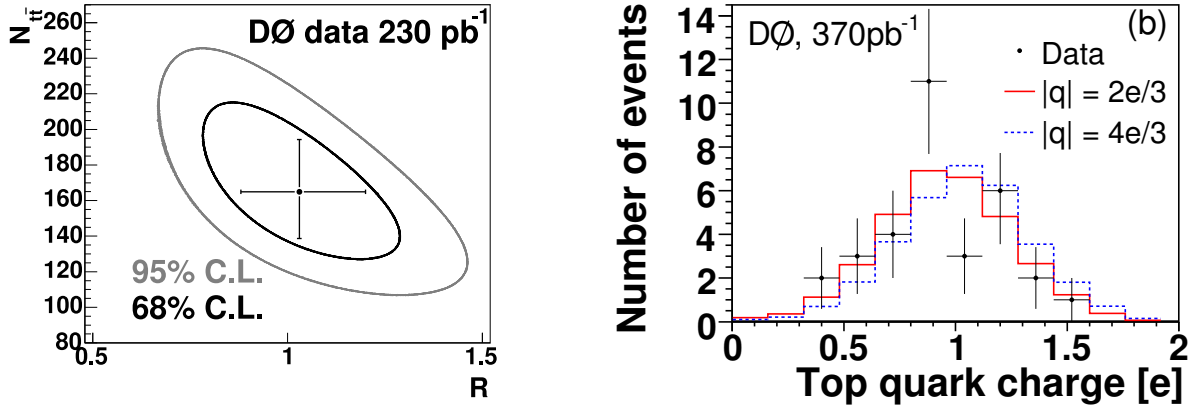 N_tt̄
260
240
220
200
180
160
140
120
100
80
DØ data 230 pb⁻¹
95% C.L.
68% C.L.
0.5
1
1.5
R
Number of events
14
12
10
8
6
4
2
0
DØ, 370pb⁻¹
(b)
Data
|q| = 2e/3
|q| = 4e/3
0
0.5
1
1.5
2
Top quark charge [e]